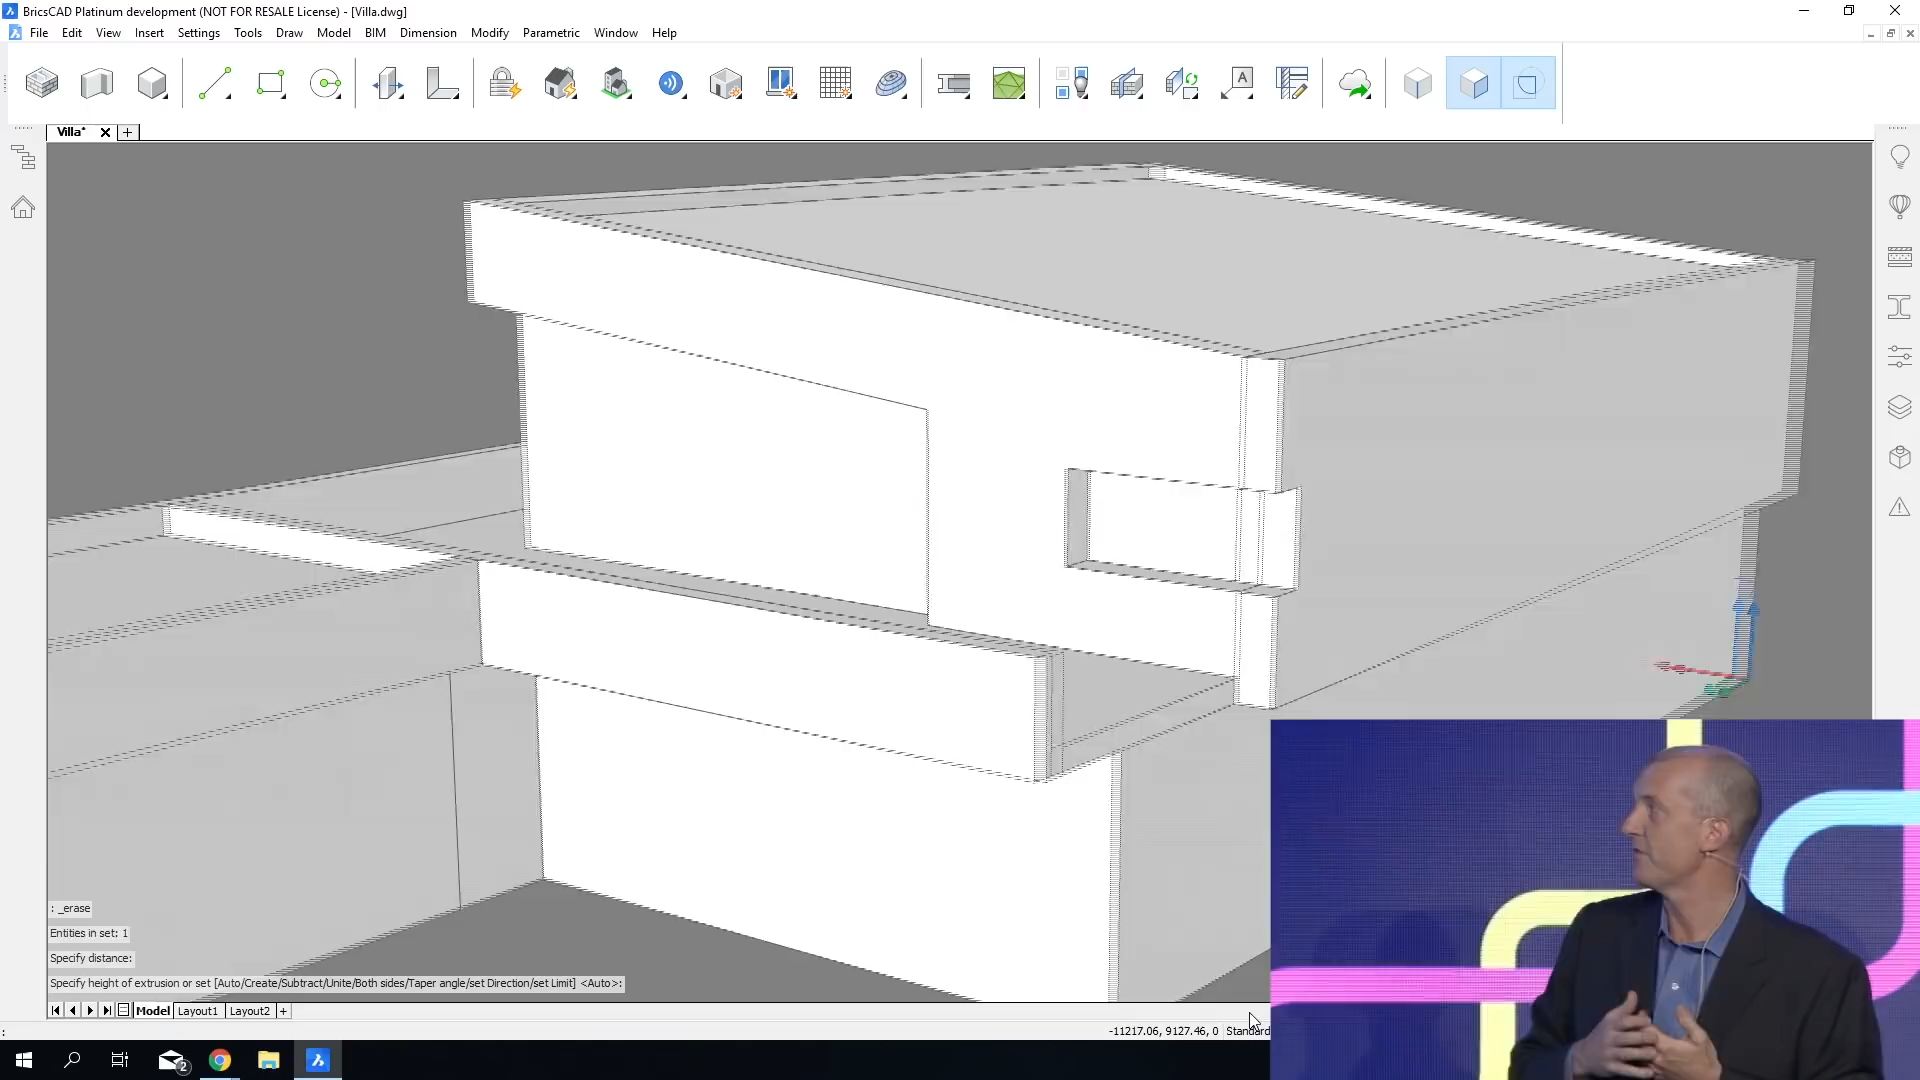 BricsCAD Platinum development (NOT FOR RESALE License) - [Villa.dwg]
File Edit View Insert Settings Tools Draw Model BIM Dimension Modify Parametric Window Help
A
Villa*
: _erase
Entities in set: 1
Specify distance:
Specify height of extrusion or set [Auto/Create/Subtract/Unite/Both sides/Taper angle/set Direction/set Limit] <Auto>:
Model Layout1 Layout2 +
: -11217.06, 9127.46, 0 Standard
2